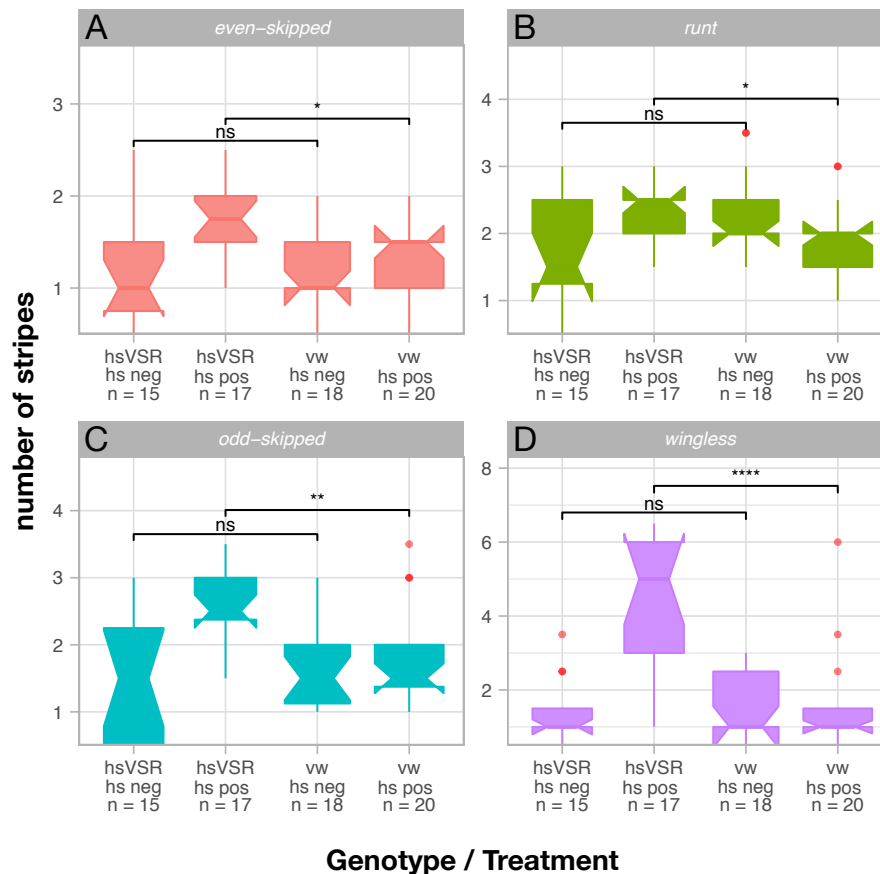 A
even–skipped
B
runt
3
2
1
ns
*
4
3
2
1
ns
*
hsVSR
hs neg
n = 15
hsVSR
hs pos
n = 17
vw
hs neg
n = 18
vw
hs pos
n = 20
hsVSR
hs neg
n = 15
hsVSR
hs pos
n = 17
vw
hs neg
n = 18
vw
hs pos
n = 20
number of stripes
C
odd–skipped
D
wingless
4
3
2
1
ns
**
8
6
4
2
ns
****
hsVSR
hs neg
n = 15
hsVSR
hs pos
n = 17
vw
hs neg
n = 18
vw
hs pos
n = 20
hsVSR
hs neg
n = 15
hsVSR
hs pos
n = 17
vw
hs neg
n = 18
vw
hs pos
n = 20
Genotype / Treatment